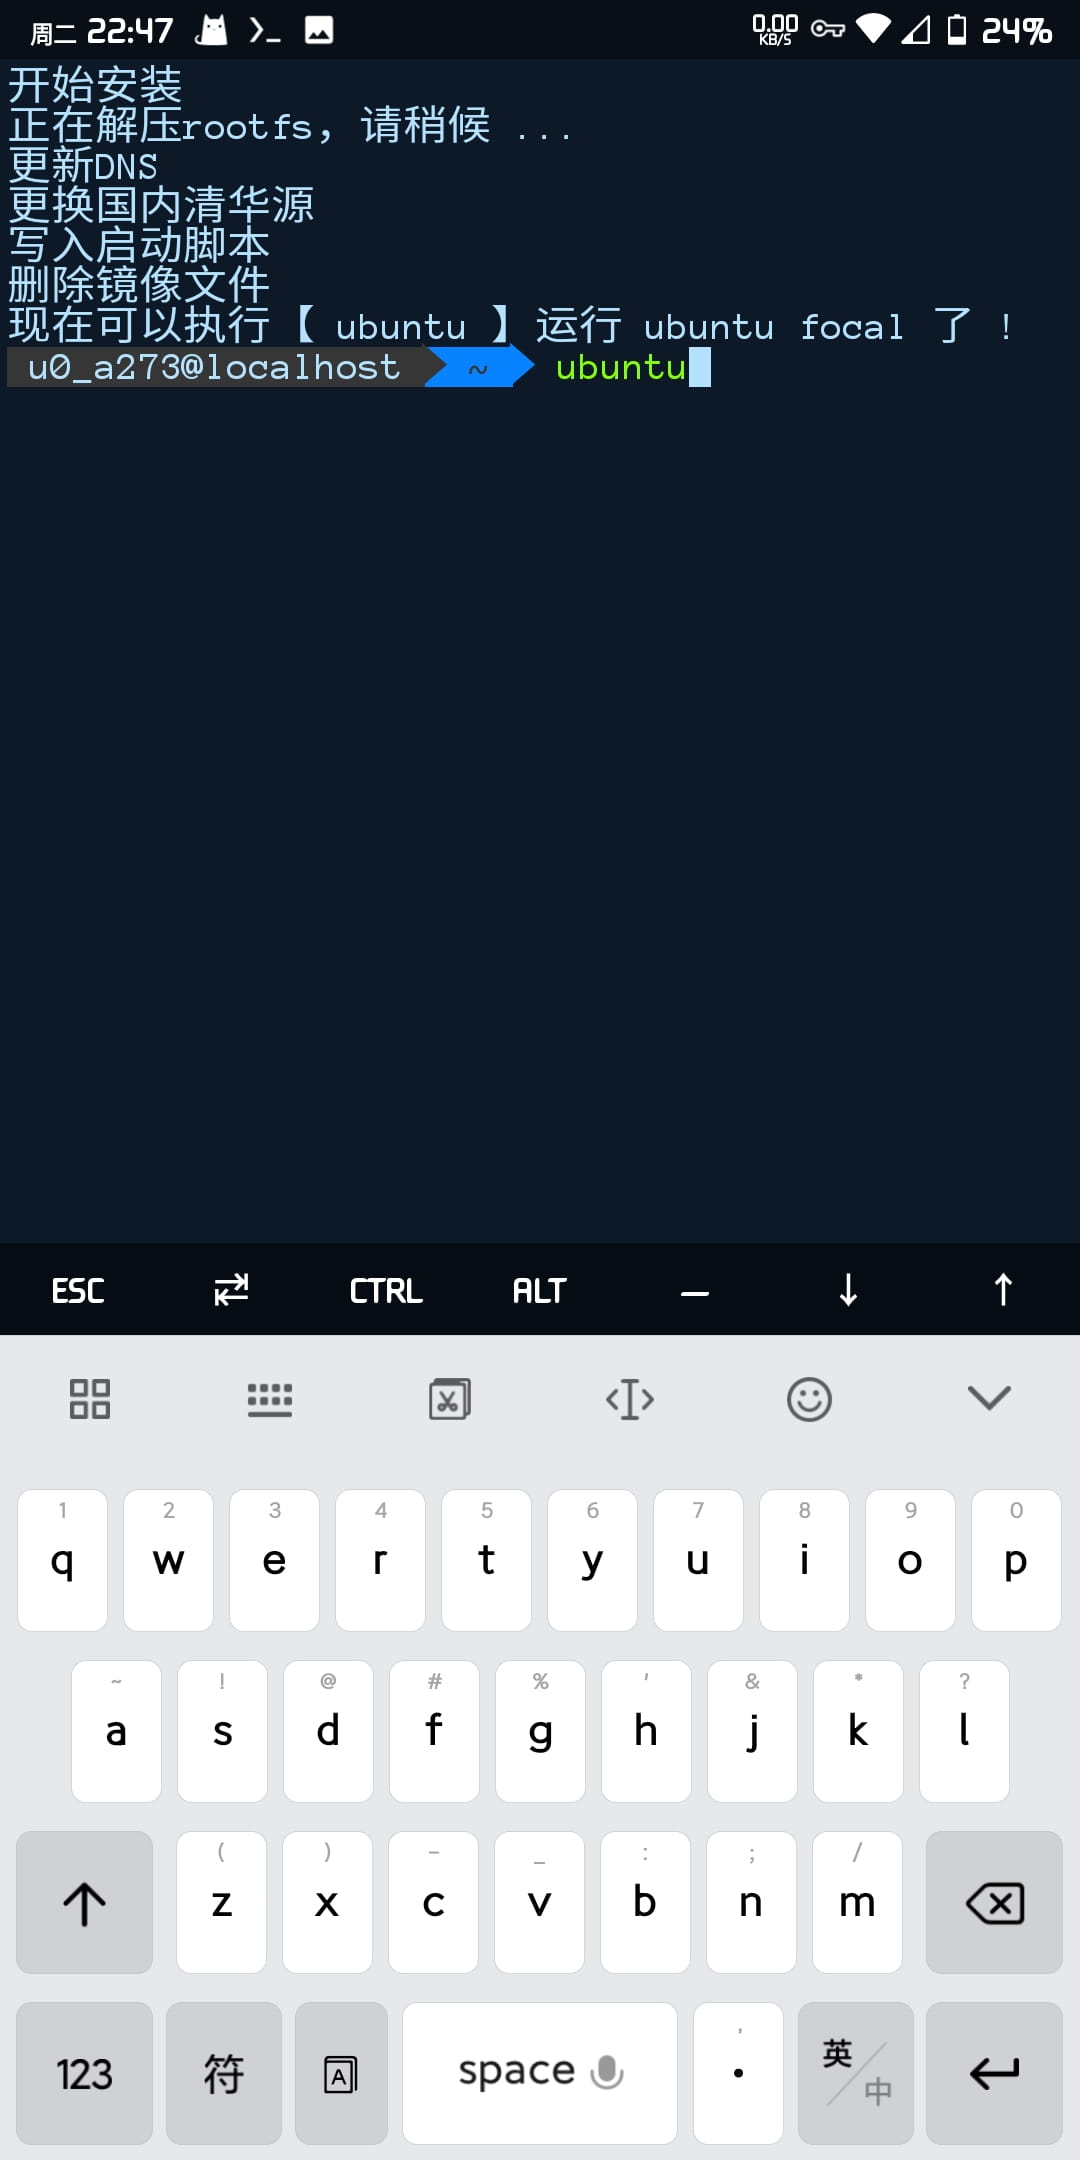 周二 22:47 0.00 KB/S 24%
开始安装
正在解压rootfs, 请稍候 ...
更新DNS
更换国内清华源
写入启动脚本
删除镜像文件
现在可以执行【 ubuntu 】运行 ubuntu focal 了 !
u0_a273@localhost ~ ubuntu
ESC ⇄ CTRL ALT — ↓ ↑
1 2 3 4 5 6 7 8 9 0
q w e r t y u i o p
~ ! @ # % ' & * ?
a s d f g h j k l
( ) - _ : ; /
z x c v b n m
123 符 A space , . 英/中